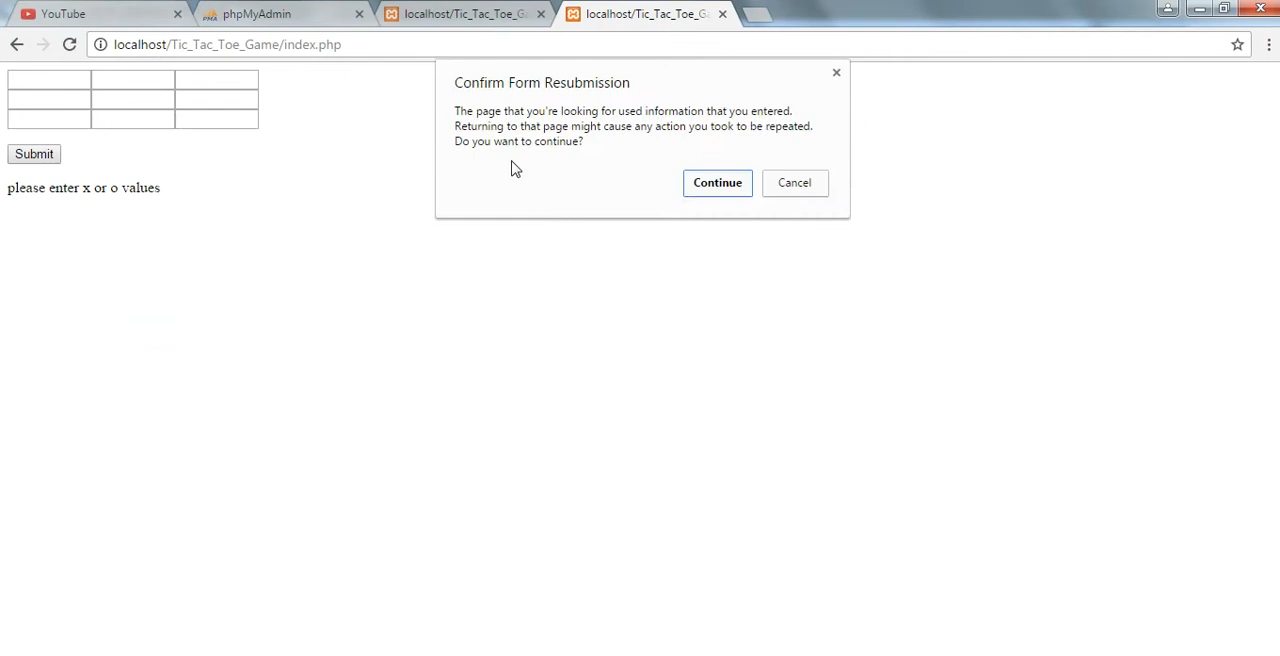 YouTube
phpMyAdmin
localhost/Tic_Tac_Toe_G
localhost/Tic_Tac_Toe_G
localhost/Tic_Tac_Toe_Game/index.php
Confirm Form Resubmission
The page that you're looking for used information that you entered.
Returning to that page might cause any action you took to be repeated.
Do you want to continue?
Continue
Cancel
Submit
please enter x or o values